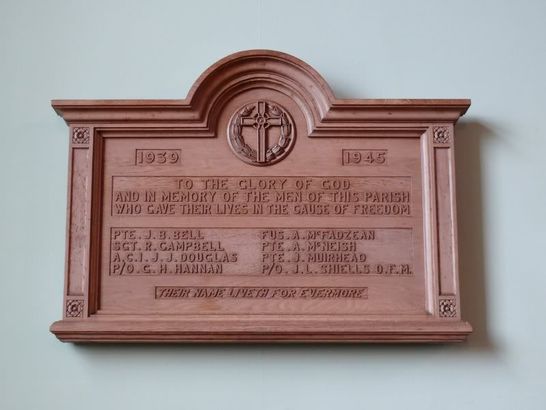 1939 1945
TO THE GLORY OF GOD
AND IN MEMORY OF THE MEN OF THIS PARISH
WHO GAVE THEIR LIVES IN THE CAUSE OF FREEDOM
PTE. J. B. BELL FUS. A. McFADZEAN
SGT. R. CAMPBELL PTE. A. McNEISH
A.C.I. J. J. DOUGLAS PTE. J. MUIRHEAD
P/O. G. H. HANNAN P/O. J. L. SHIELLS D.F.M.
THEIR NAME LIVETH FOR EVERMORE